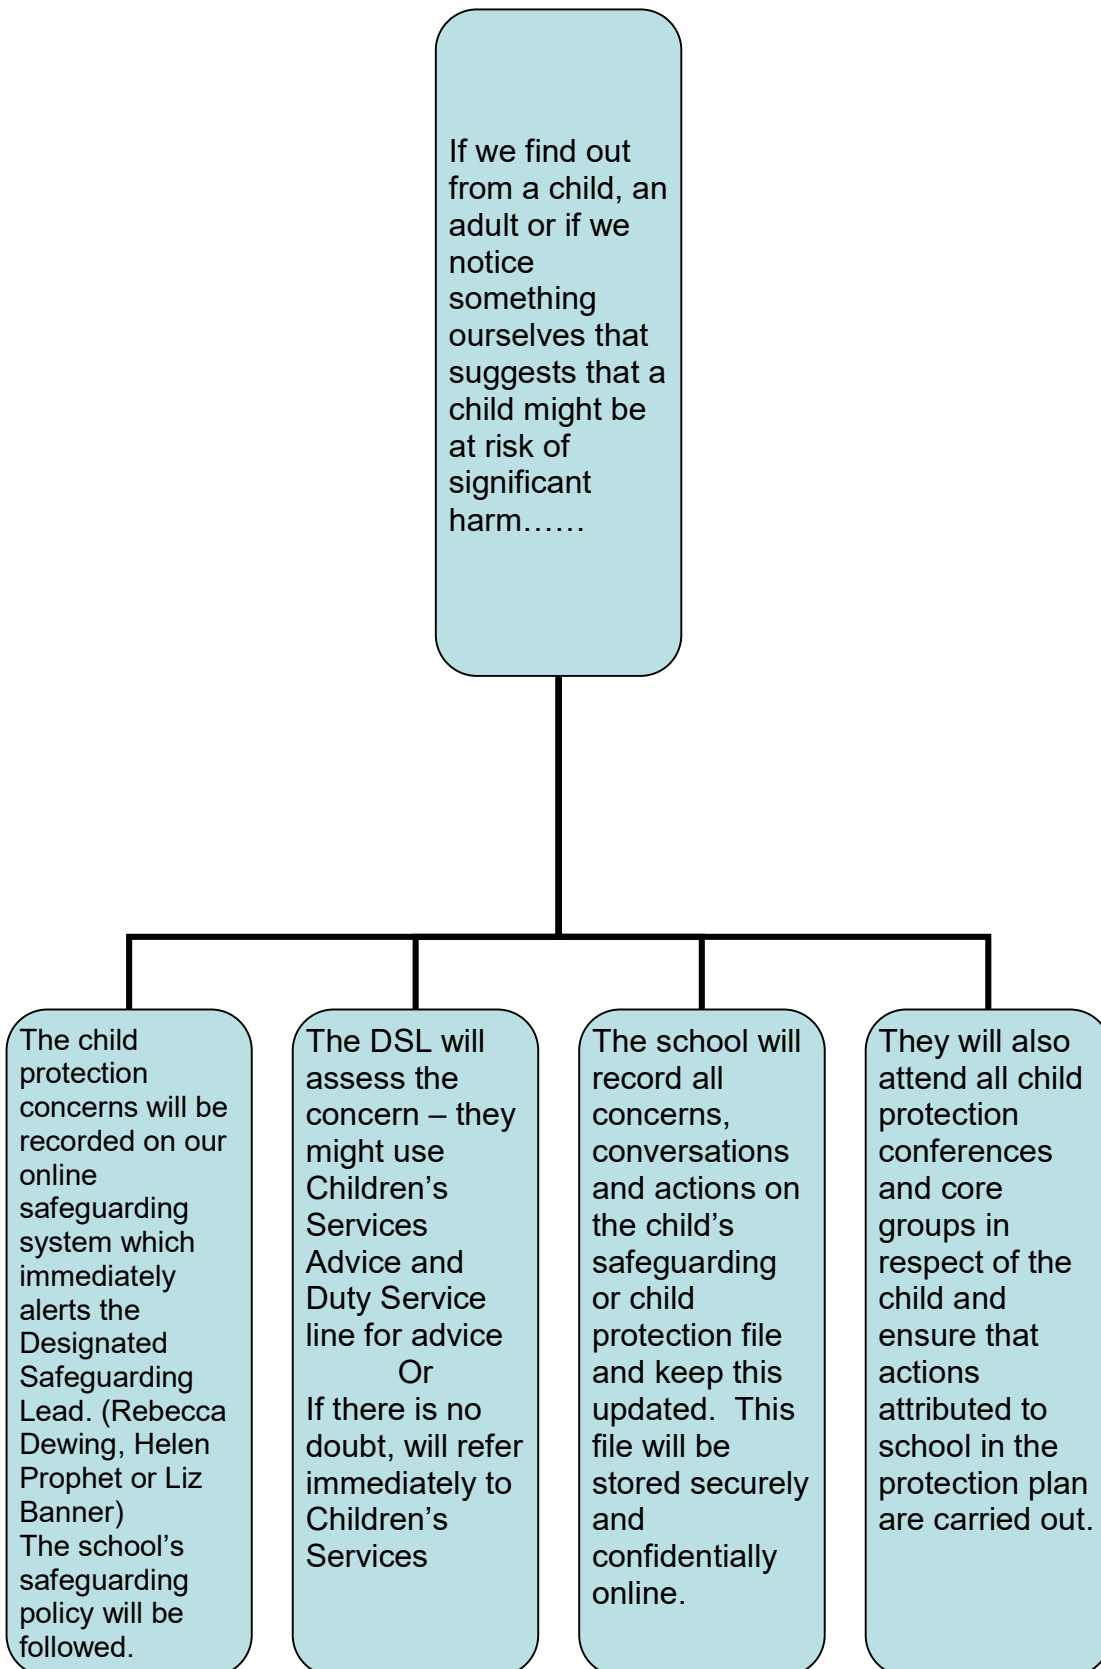 If we find out
from a child, an
adult or if we
notice
something
ourselves that
suggests that a
child might be
at risk of
significant
harm……
The child
protection
concerns will be
recorded on our
online
safeguarding
system which
immediately
alerts the
Designated
Safeguarding
Lead. (Rebecca
Dewing, Helen
Prophet or Liz
Banner)
The school’s
safeguarding
policy will be
followed.
The DSL will
assess the
concern – they
might use
Children’s
Services
Advice and
Duty Service
line for advice
Or
If there is no
doubt, will refer
immediately to
Children’s
Services
The school will
record all
concerns,
conversations
and actions on
the child’s
safeguarding
or child
protection file
and keep this
updated.  This
file will be
stored securely
and
confidentially
online.
They will also
attend all child
protection
conferences
and core
groups in
respect of the
child and
ensure that
actions
attributed to
school in the
protection plan
are carried out.